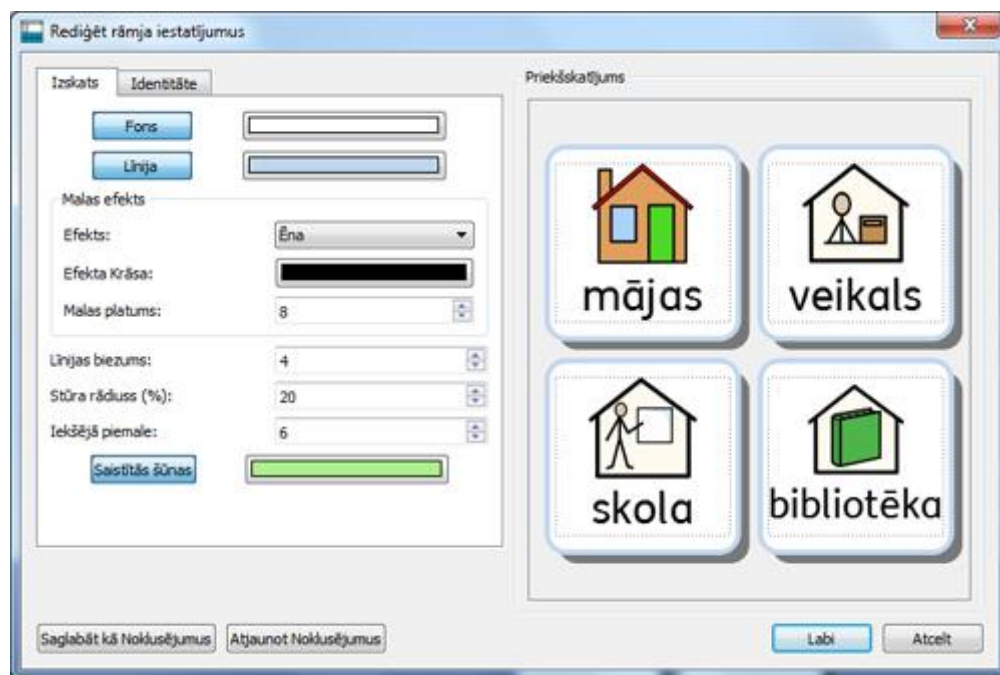 Rediģēt rāmja iestatījumus
Izskats
Identitāte
Fons
Līnija
Malas efekts
Efekts:
Ēna
Efekta Krāsa:
Malas platums:
8
Līnijas biezums:
4
Stūra rādiuss (%):
20
Iekšējā piemale:
6
Saistītās šūnas
Priekšskatījums
mājas
veikals
skola
bibliotēka
Saglabāt kā Noklusējumus
Atjaunot Noklusējumus
Labi
Atcelt